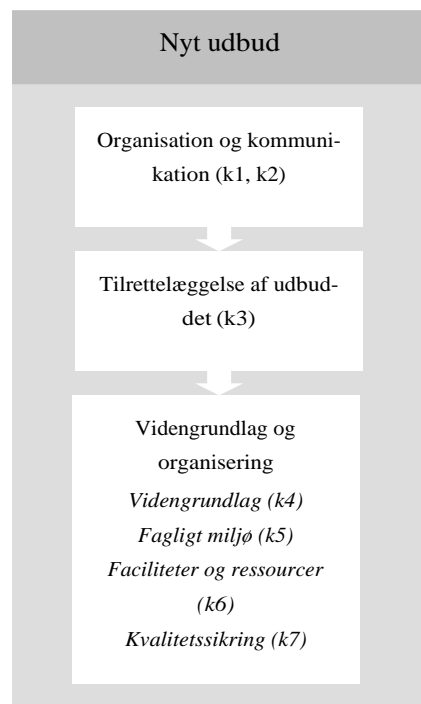 Nyt udbud
Organisation og kommuni-
kation (k1, k2)
Tilrettelæggelse af udbud-
det (k3)
Videngrundlag og
organisering
Videngrundlag (k4)
Fagligt miljø (k5)
Faciliteter og ressourcer
(k6)
Kvalitetssikring (k7)